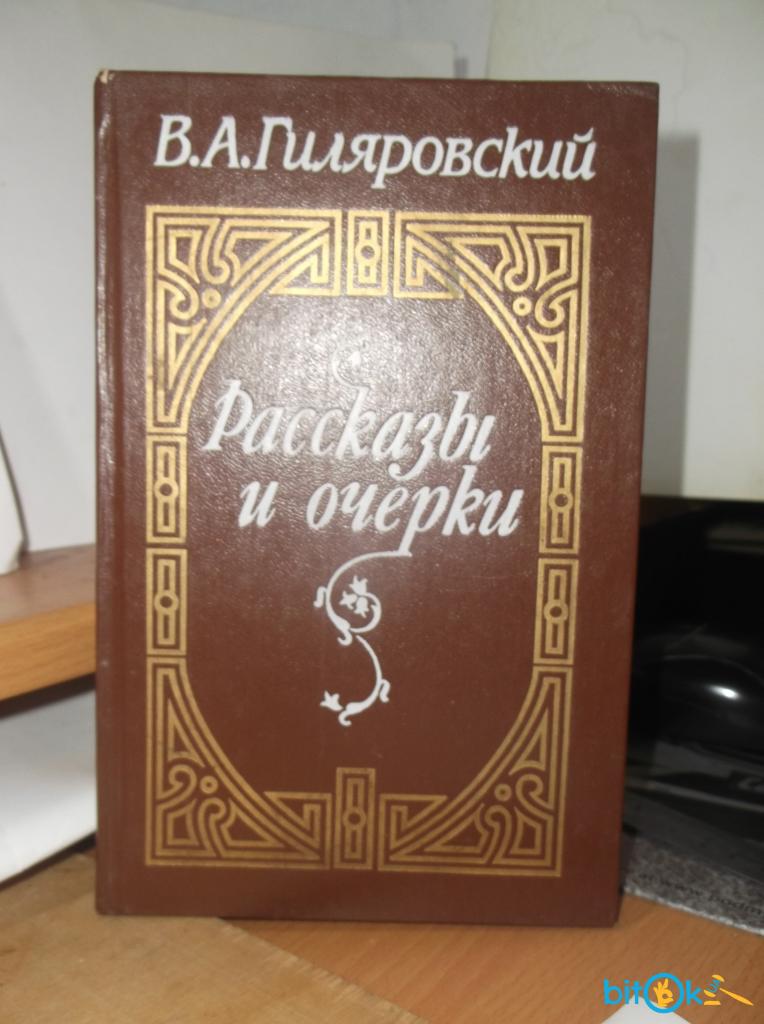 В.А.Гиляровский
Рассказы
и очерки
bitOk